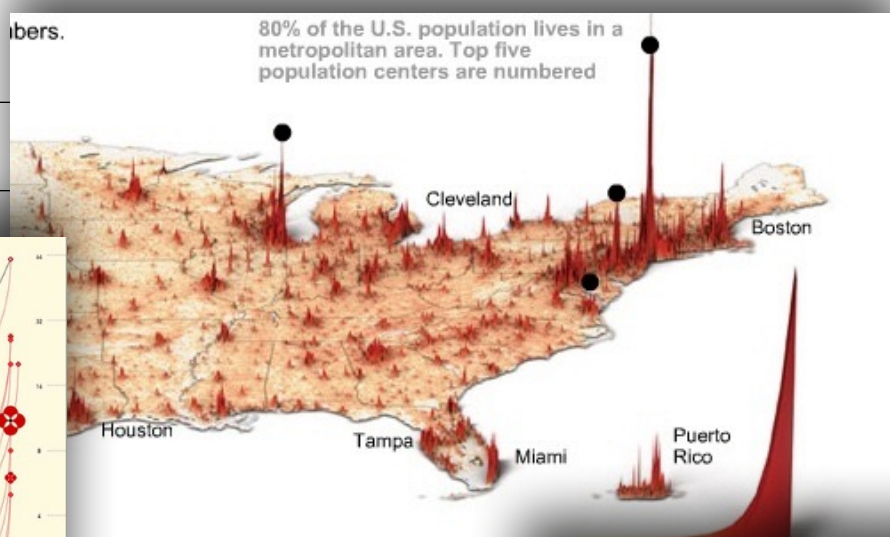 bers.
80% of the U.S. population lives in a
metropolitan area. Top five
population centers are numbered
Cleveland
Boston
Houston
Tampa
Miami
Puerto
Rico